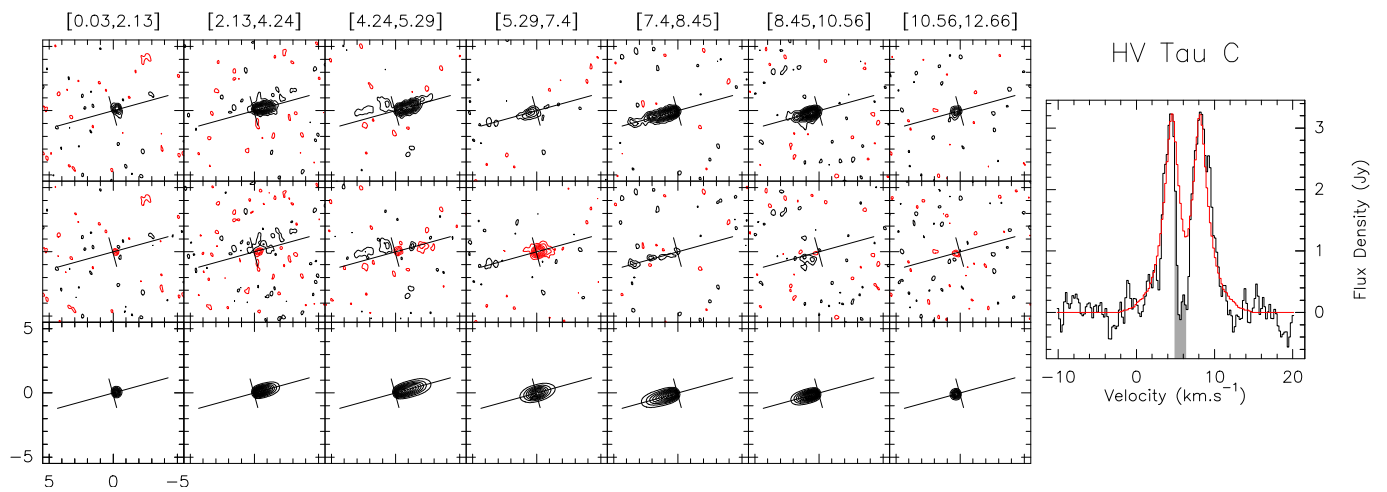 [0.03,2.13] [2.13,4.24] [4.24,5.29] [5.29,7.4] [7.4,8.45] [8.45,10.56] [10.56,12.66]
HV Tau C
3
2
1
0
Flux Density (Jy)
-10 0 10 20
Velocity (km.s⁻¹)
5
0
-5
5 0 -5